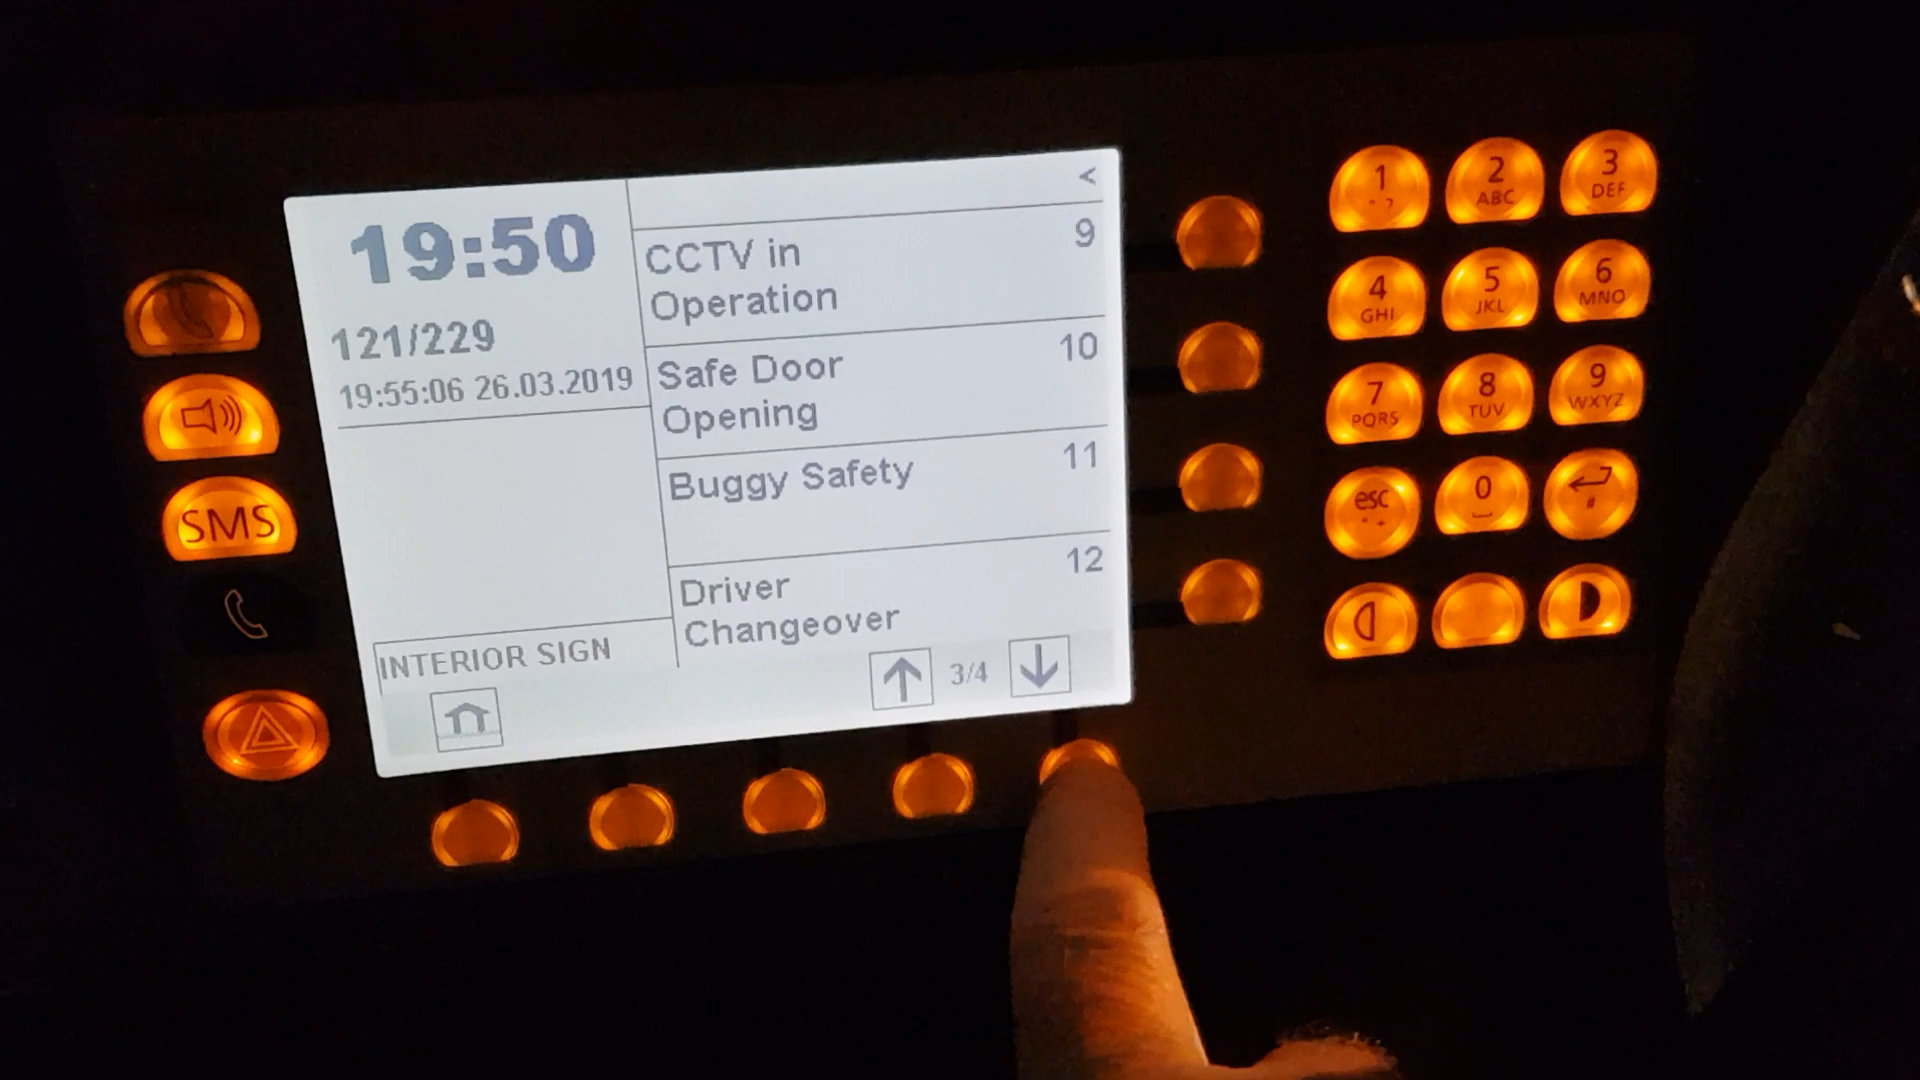 19:50
121/229
19:55:06 26.03.2019
INTERIOR SIGN
<
CCTV in
Operation
9
Safe Door
Opening
10
Buggy Safety
11
Driver
Changeover
12
3/4
SMS
1
. ,
2
ABC
3
DEF
4
GHI
5
JKL
6
MNO
7
PQRS
8
TUV
9
WXYZ
esc
* +
0
#